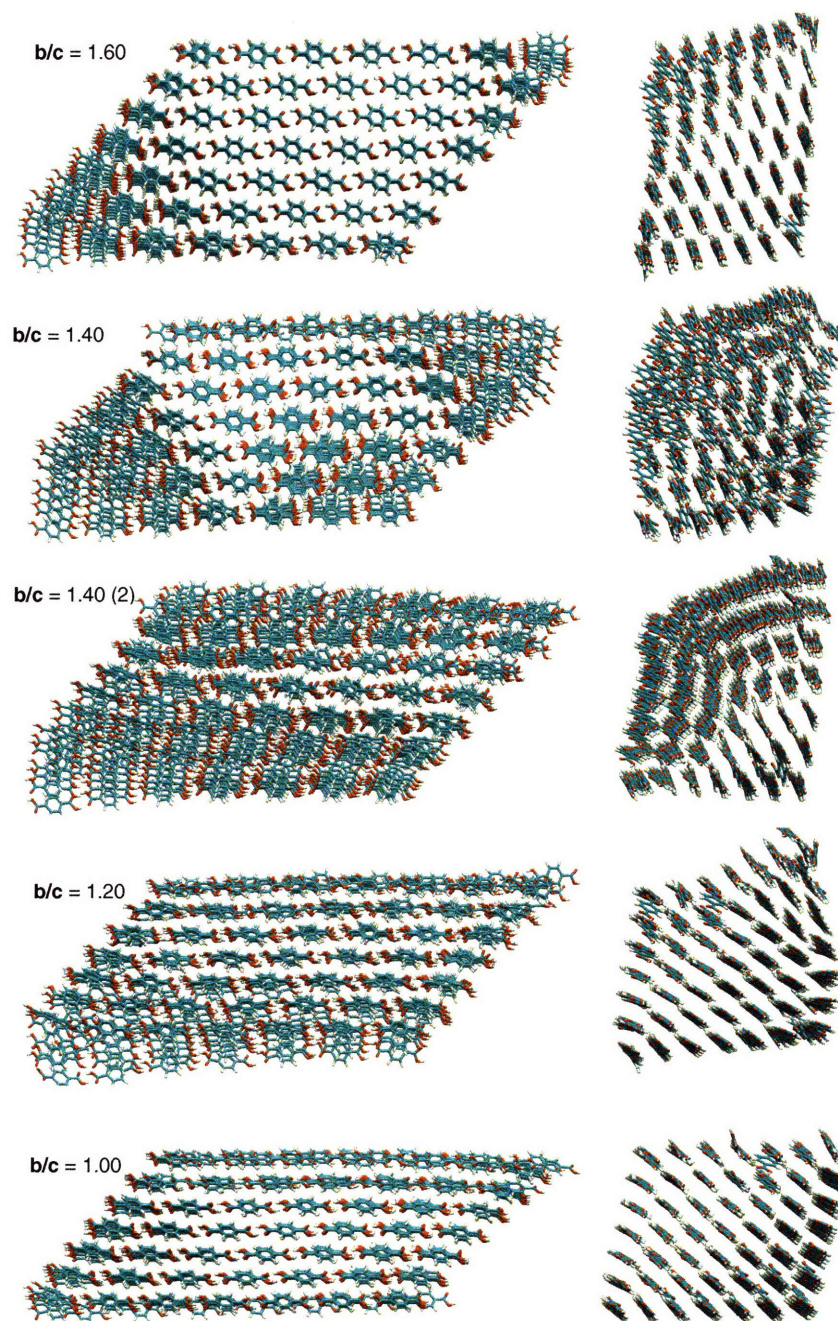 b/c = 1.60
b/c = 1.40
b/c = 1.40 (2)
b/c = 1.20
b/c = 1.00